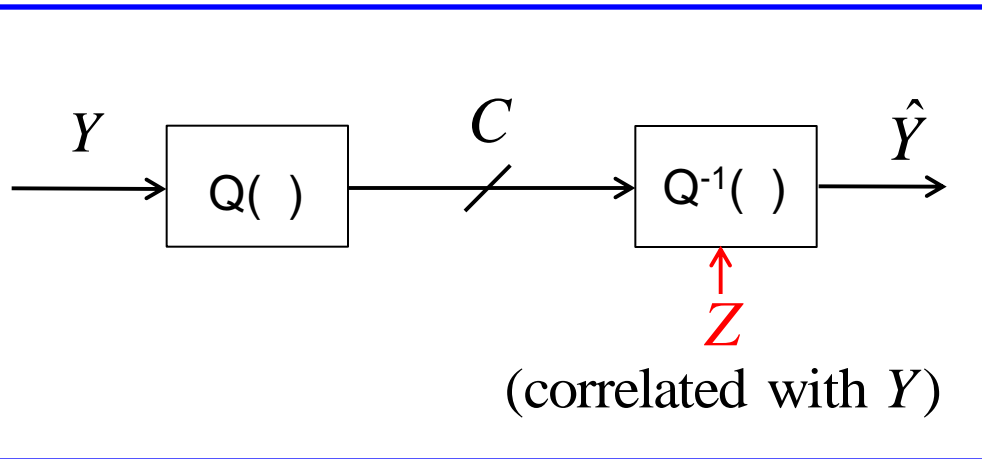 Y
Q( )
C
Q-1( )
Ŷ
Z
(correlated with Y)